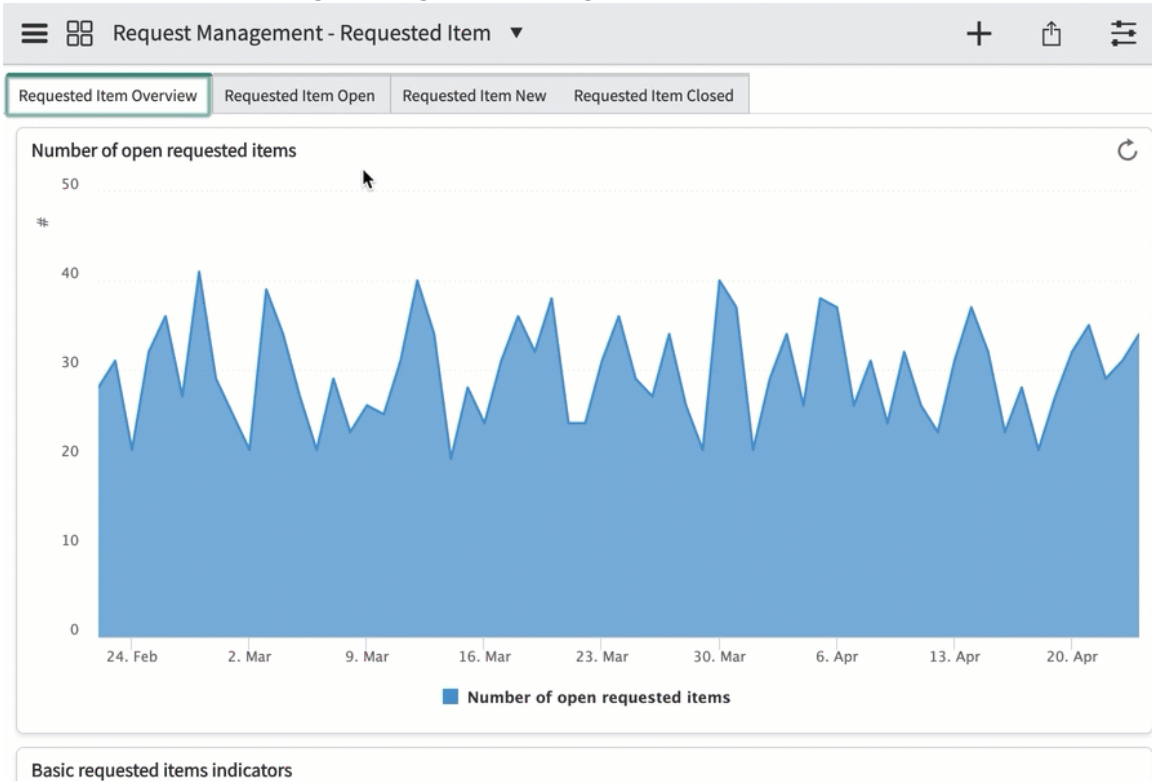 Request Management - Requested Item ▼
Requested Item Overview Requested Item Open Requested Item New Requested Item Closed
Number of open requested items
50
#
40
30
20
10
0
24. Feb 2. Mar 9. Mar 16. Mar 23. Mar 30. Mar 6. Apr 13. Apr 20. Apr
Number of open requested items
Basic requested items indicators